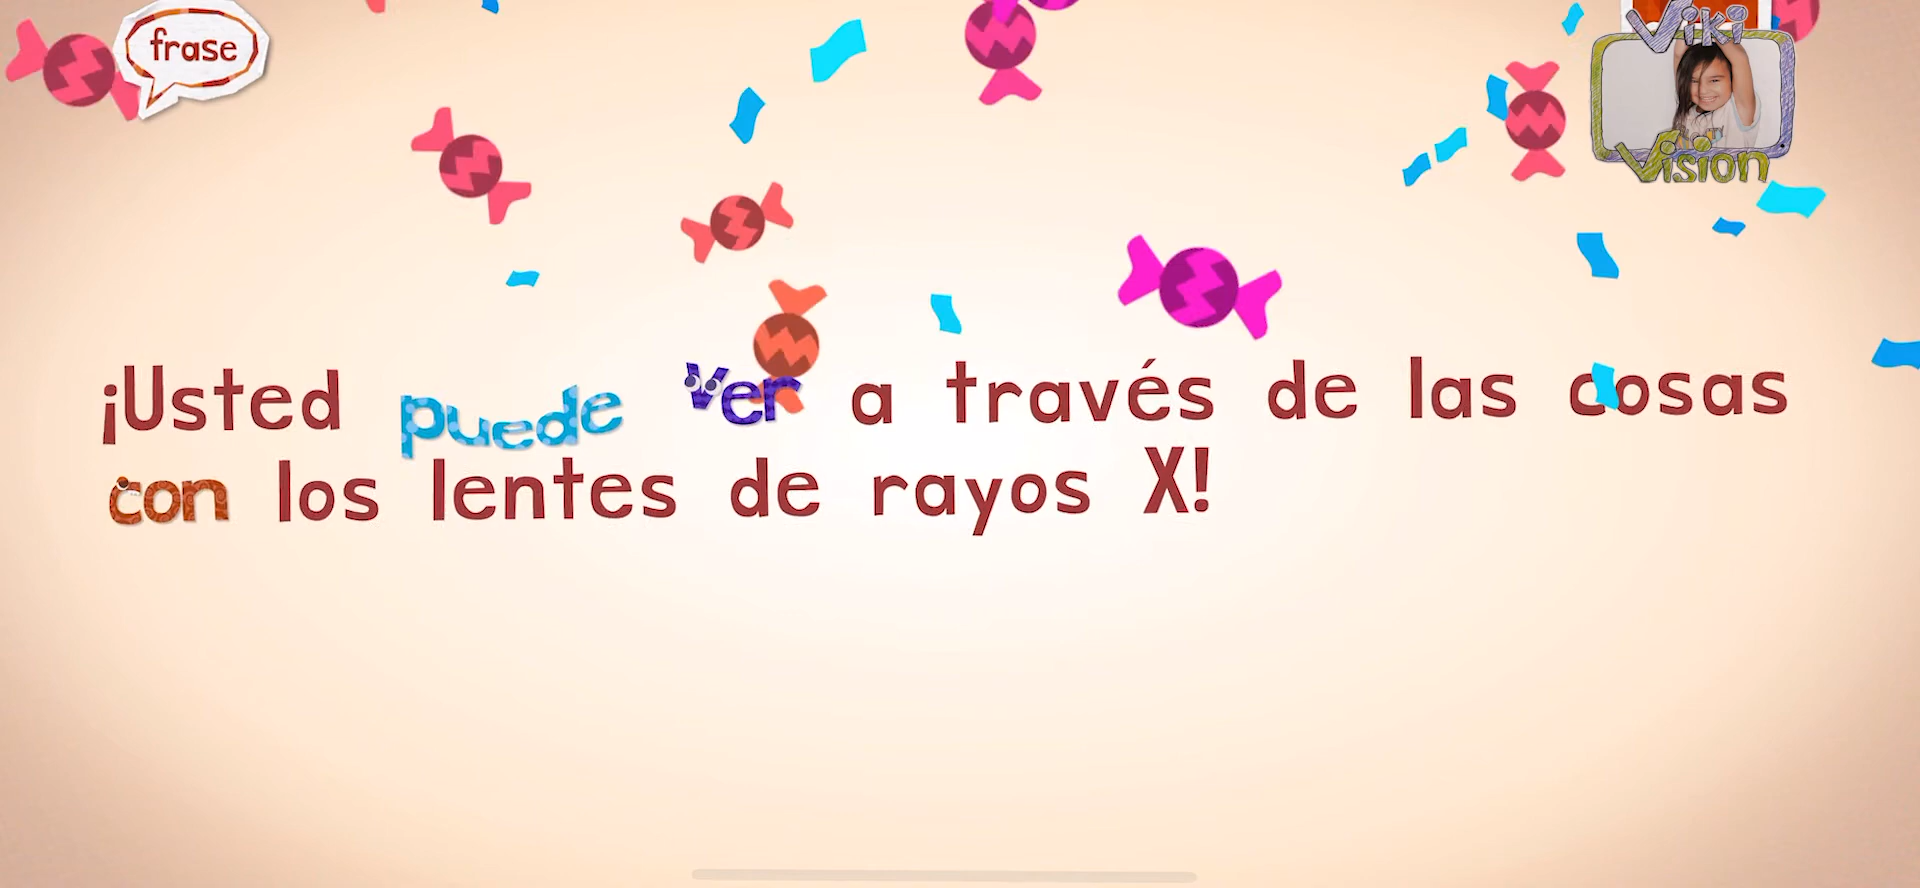 frase
Viki
Vision
¡Usted puede ver a través de las cosas
con los lentes de rayos X!